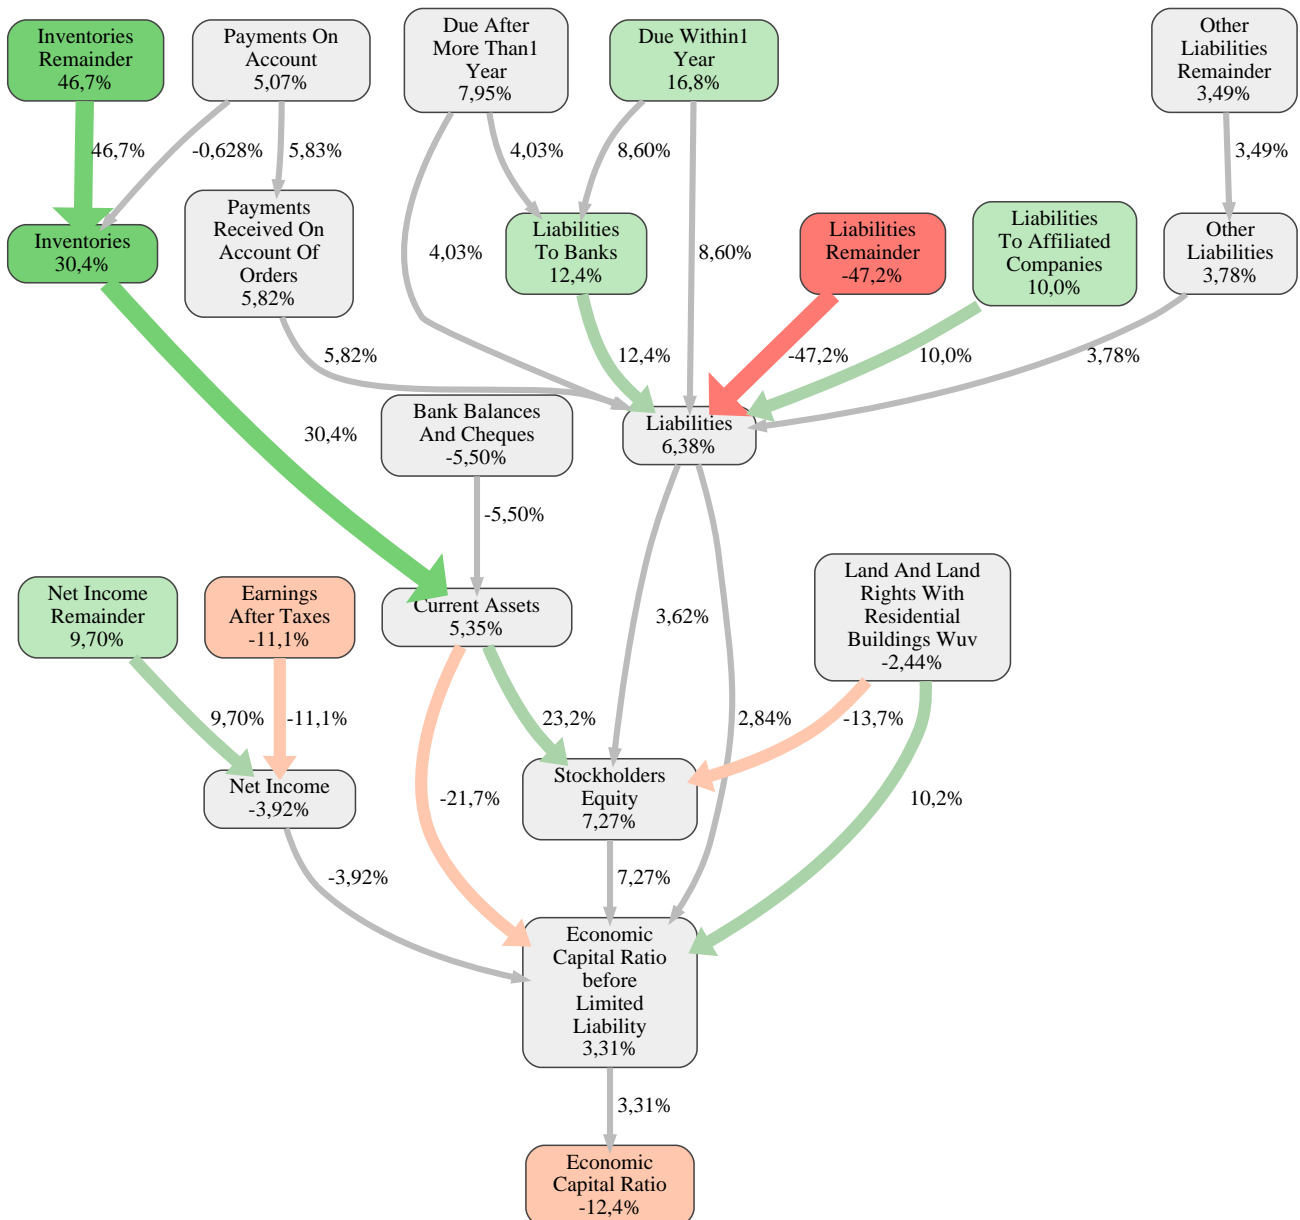 Inventories
Remainder
46,7%
Payments On
Account
5,07%
Due After
More Than1
Year
7,95%
Due Within1
Year
16,8%
Other
Liabilities
Remainder
3,49%
46,7%
-0,628%
5,83%
4,03%
8,60%
3,49%
Payments
Received On
Account Of
Orders
5,82%
Inventories
30,4%
Liabilities
To Banks
12,4%
Liabilities
Remainder
-47,2%
Liabilities
To Affiliated
Companies
10,0%
Other
Liabilities
3,78%
4,03%
8,60%
5,82%
12,4%
-47,2%
10,0%
3,78%
30,4%
Bank Balances
And Cheques
-5,50%
Liabilities
6,38%
-5,50%
Net Income
Remainder
9,70%
Earnings
After Taxes
-11,1%
Current Assets
5,35%
3,62%
Land And Land
Rights With
Residential
Buildings Wuv
-2,44%
9,70%
-11,1%
23,2%
2,84%
-13,7%
Net Income
-3,92%
-21,7%
Stockholders
Equity
7,27%
10,2%
-3,92%
7,27%
Economic
Capital Ratio
before
Limited
Liability
3,31%
3,31%
Economic
Capital Ratio
-12,4%